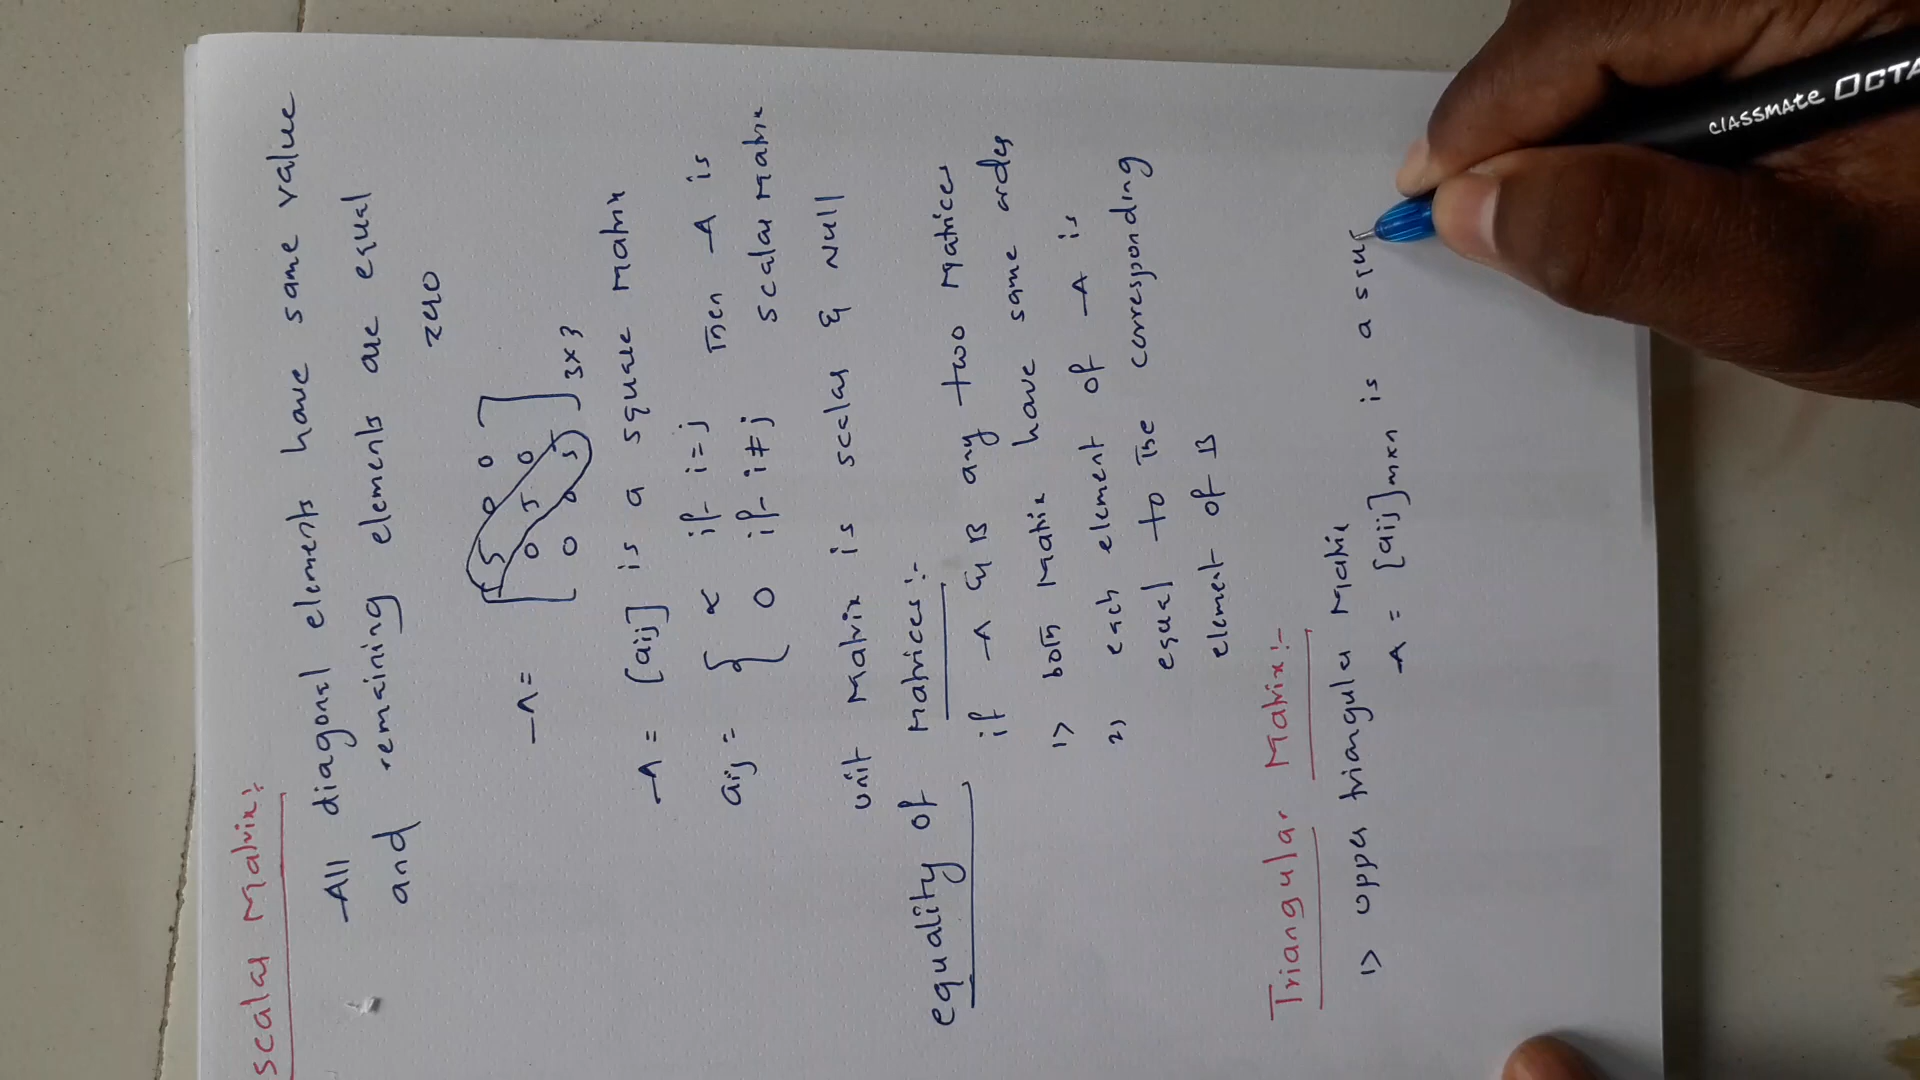 scalar Matrix:-
All diagonal elements have same value
and remaining elements are equal
zero
A = [5 0 0
0 5 0
0 0 5] 3×3
A = [aij] is a square matrix
aij = { α if i=j Then A is
0 if i≠j scalar matrix
unit Matrix is scalar & Null
equality of Matrices:-
if A & B any two Matrices
1) both Matrix have same order
2) each element of A is
equal to The corresponding
element of B
Triangular Matrix:-
1) upper triangular Matrix
A = [aij]mxn is a squ
classmate OCTA